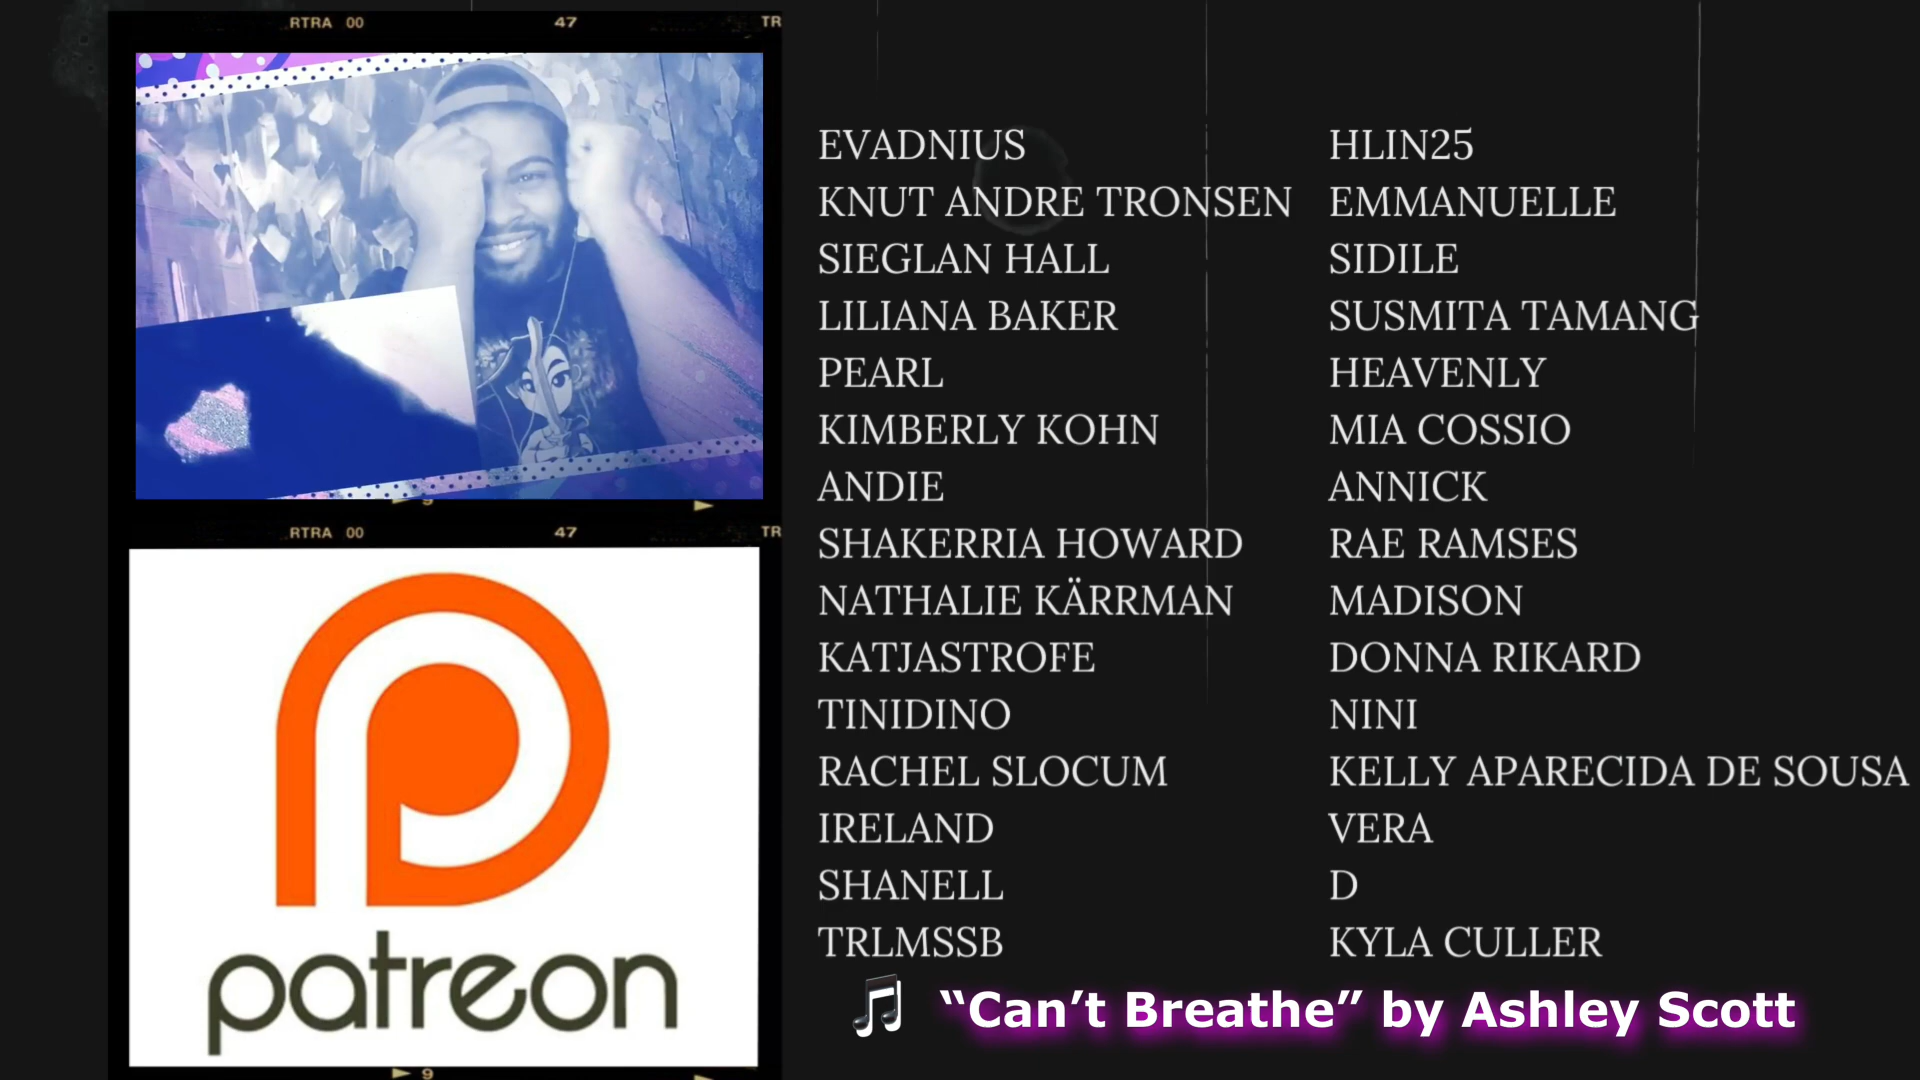 RTRA 00 47 TR
9
RTRA 00 47 TR
patreon
9
EVADNIUS
KNUT ANDRE TRONSEN
SIEGLAN HALL
LILIANA BAKER
PEARL
KIMBERLY KOHN
ANDIE
SHAKERRIA HOWARD
NATHALIE KÄRRMAN
KATJASTROFE
TINIDINO
RACHEL SLOCUM
IRELAND
SHANELL
TRLMSSB
HLIN25
EMMANUELLE
SIDILE
SUSMITA TAMANG
HEAVENLY
MIA COSSIO
ANNICK
RAE RAMSES
MADISON
DONNA RIKARD
NINI
KELLY APARECIDA DE SOUSA
VERA
D
KYLA CULLER
“Can’t Breathe” by Ashley Scott